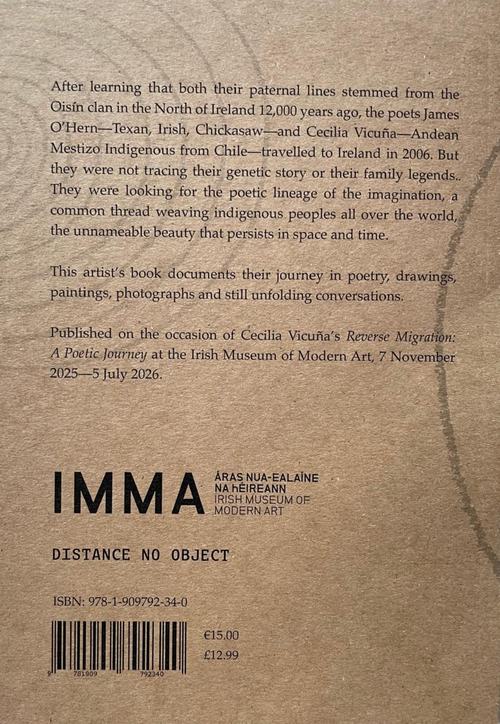 After learning that both their paternal lines stemmed from the
Oisín clan in the North of Ireland 12,000 years ago, the poets James
O'Hern—Texan, Irish, Chickasaw—and Cecilia Vicuña—Andean
Mestizo Indigenous from Chile—travelled to Ireland in 2006. But
they were not tracing their genetic story or their family legends..
They were looking for the poetic lineage of the imagination, a
common thread weaving indigenous peoples all over the world,
the unnameable beauty that persists in space and time.
This artist's book documents their journey in poetry, drawings,
paintings, photographs and still unfolding conversations.
Published on the occasion of Cecilia Vicuña's Reverse Migration:
A Poetic Journey at the Irish Museum of Modern Art, 7 November
2025—5 July 2026.
IMMA
ÁRAS NUA-EALAÍNE
NA hÉIREANN
IRISH MUSEUM OF
MODERN ART
DISTANCE NO OBJECT
ISBN: 978-1-909792-34-0
€15.00
£12.99
9 781909 792340